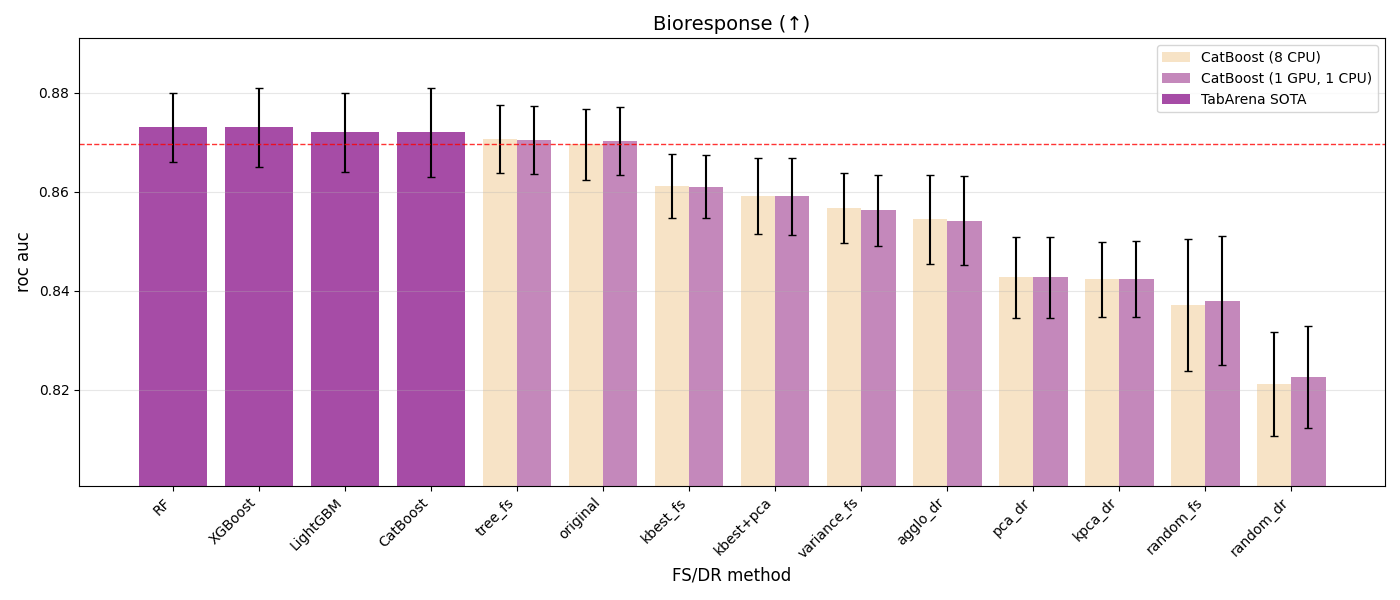 Bioresponse (↑)
CatBoost (8 CPU)
CatBoost (1 GPU, 1 CPU)
TabArena SOTA
roc auc
0.88
0.86
0.84
0.82
RF
XGBoost
LightGBM
CatBoost
tree_fs
original
kbest_fs
kbest+pca
variance_fs
agglo_dr
pca_dr
kpca_dr
random_fs
random_dr
FS/DR method